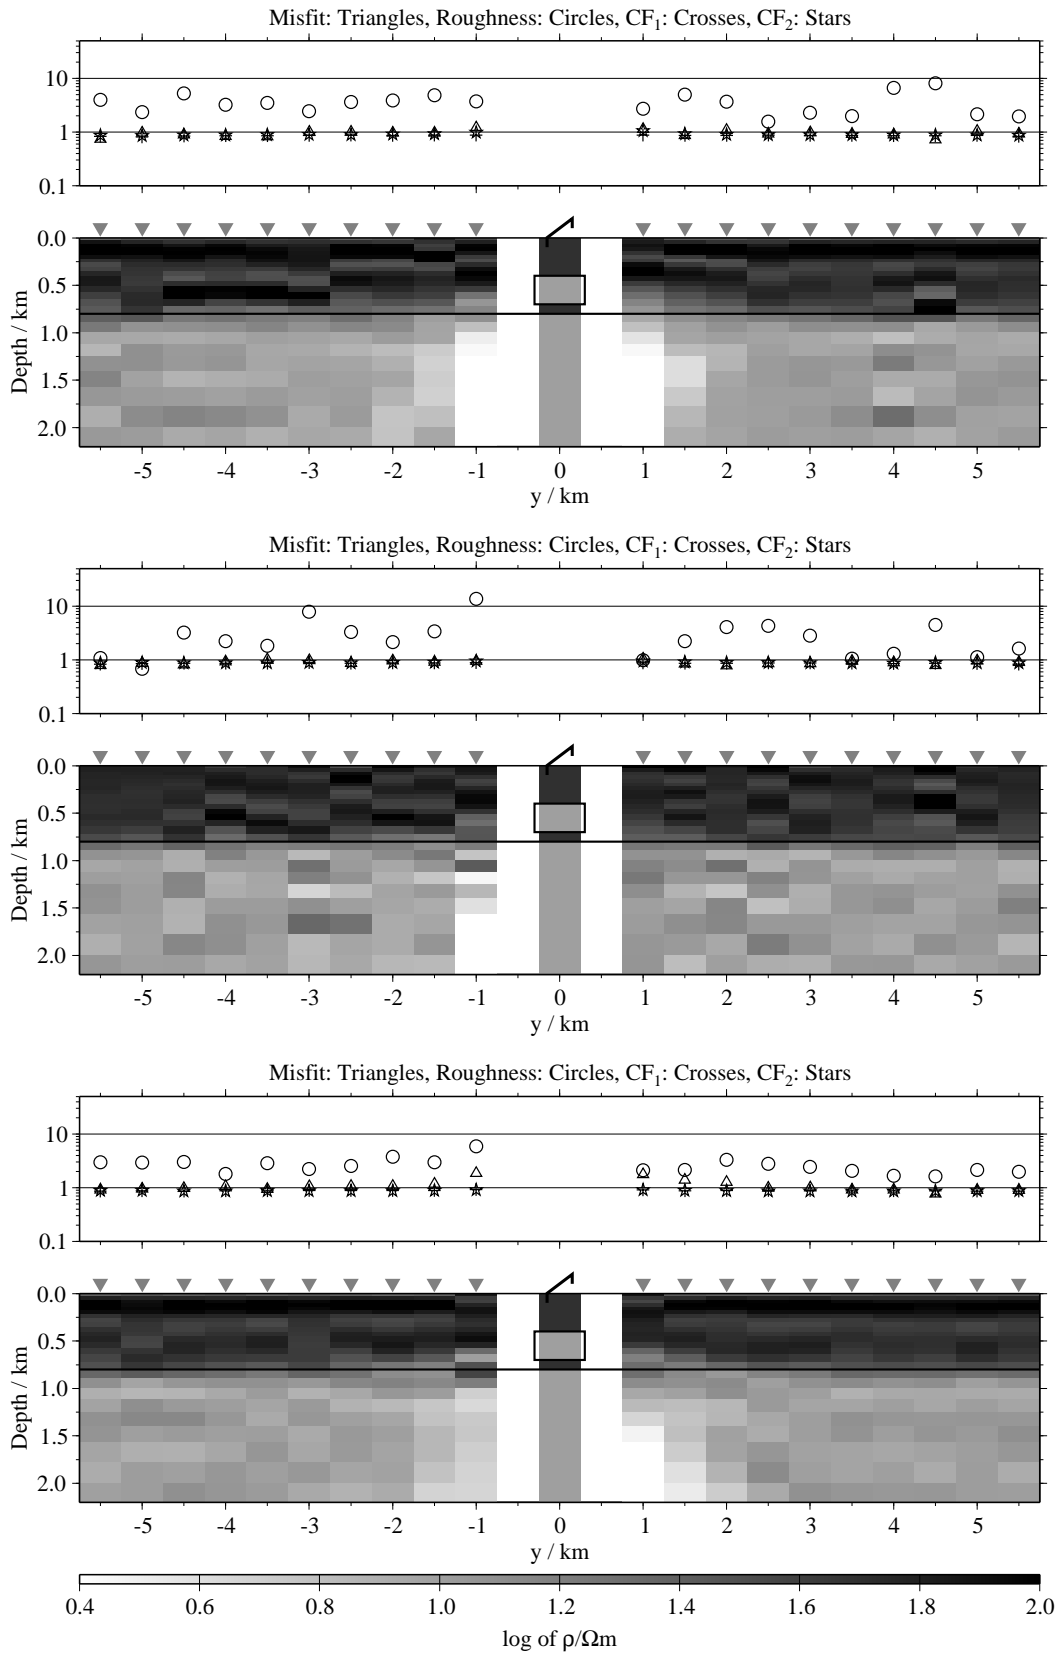 Misfit: Triangles, Roughness: Circles, CF1: Crosses, CF2: Stars
10
1
0.1
0.0
0.5
1.0
1.5
2.0
Depth / km
-5 -4 -3 -2 -1 0 1 2 3 4 5
y / km
Misfit: Triangles, Roughness: Circles, CF1: Crosses, CF2: Stars
10
1
0.1
0.0
0.5
1.0
1.5
2.0
Depth / km
-5 -4 -3 -2 -1 0 1 2 3 4 5
y / km
Misfit: Triangles, Roughness: Circles, CF1: Crosses, CF2: Stars
10
1
0.1
0.0
0.5
1.0
1.5
2.0
Depth / km
-5 -4 -3 -2 -1 0 1 2 3 4 5
y / km
0.4 0.6 0.8 1.0 1.2 1.4 1.6 1.8 2.0
log of ρ/Ωm